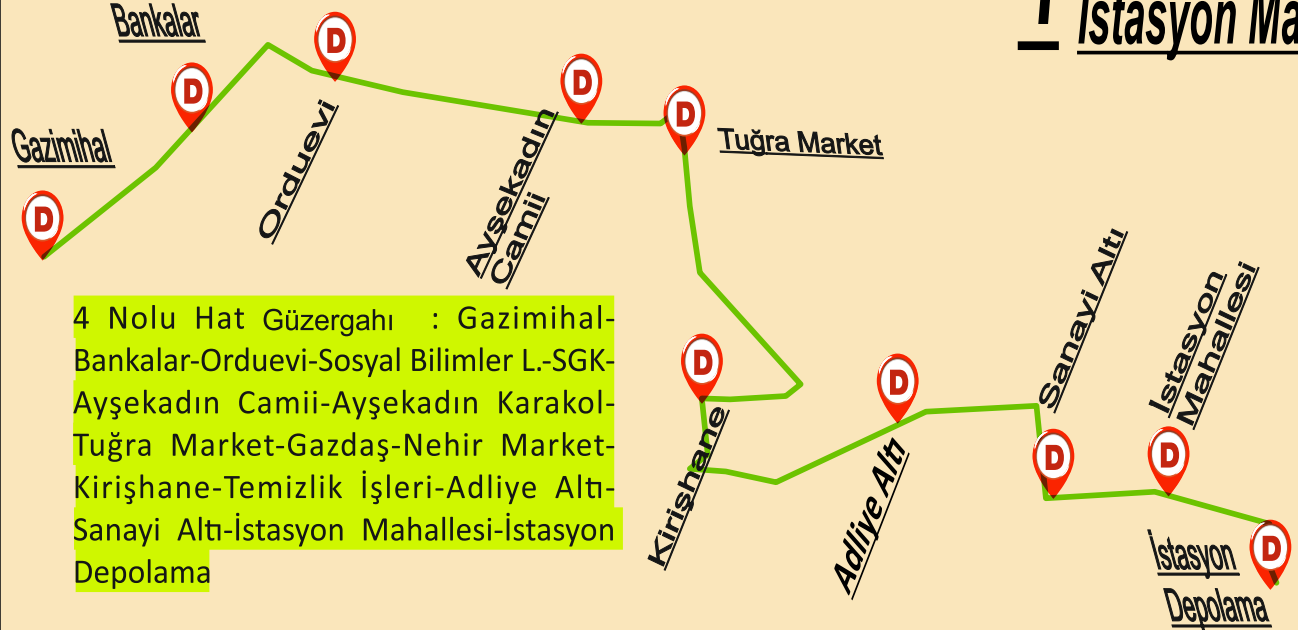 Bankalar
İstasyon Ma
D
D
D
D
D
Gazimihal
Orduevi
Ayşekadın
Camii
Tuğra Market
4 Nolu Hat Güzergahı : Gazimihal-
Bankalar-Orduevi-Sosyal Bilimler L.-SGK-
Ayşekadın Camii-Ayşekadın Karakol-
Tuğra Market-Gazdaş-Nehir Market-
Kirişhane-Temizlik İşleri-Adliye Altı-
Sanayi Altı-İstasyon Mahallesi-İstasyon
Depolama
D
Kirişhane
D
Adliye Altı
Sanayi Altı
D
İstasyon
Mahallesi
D
İstasyon
Depolama
D